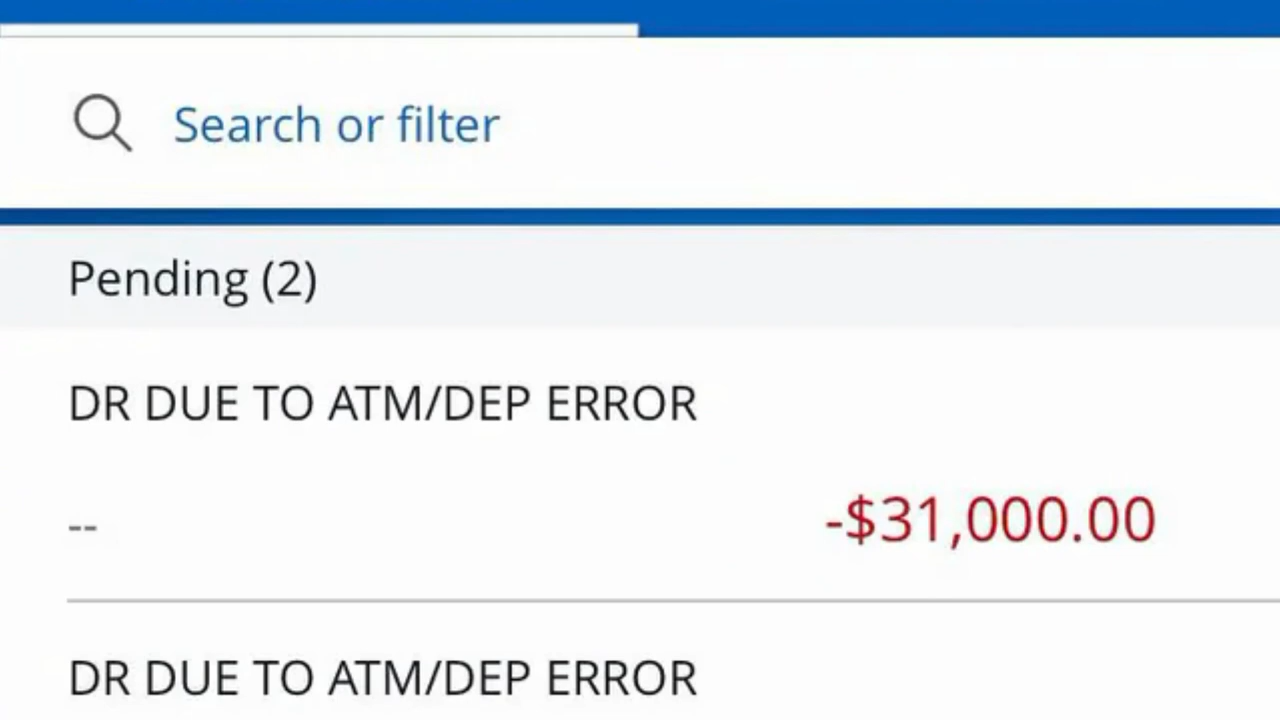 Search or filter
Pending (2)
DR DUE TO ATM/DEP ERROR
--
-$31,000.00
DR DUE TO ATM/DEP ERROR